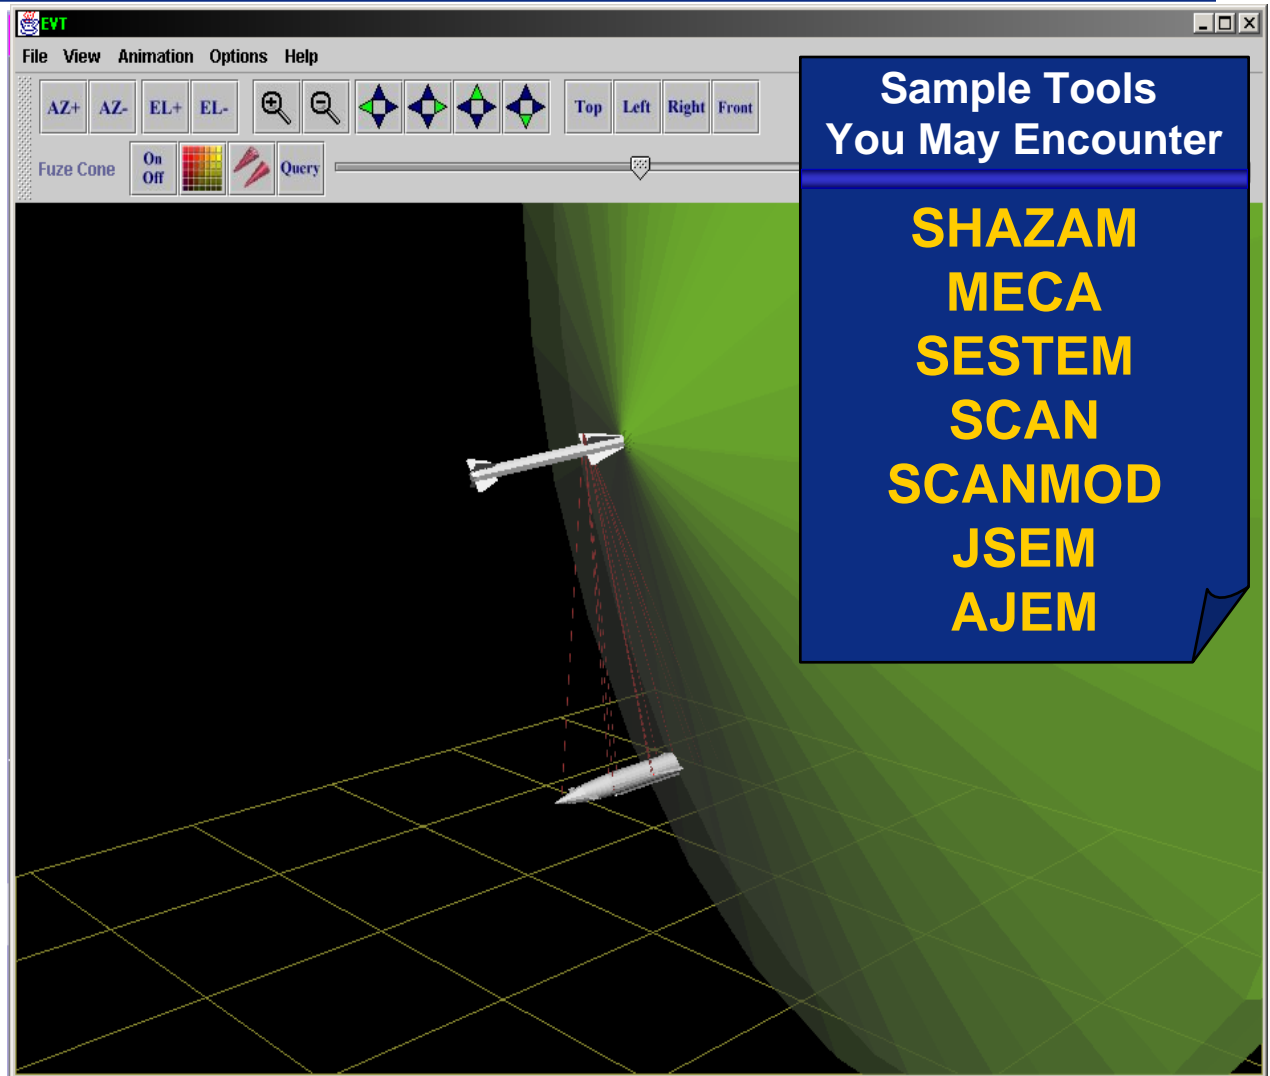 EVT
File View Animation Options Help
AZ+ AZ- EL+ EL- Top Left Right Front
Fuze Cone On Off Query
Sample Tools
You May Encounter
SHAZAM
MECA
SESTEM
SCAN
SCANMOD
JSEM
AJEM